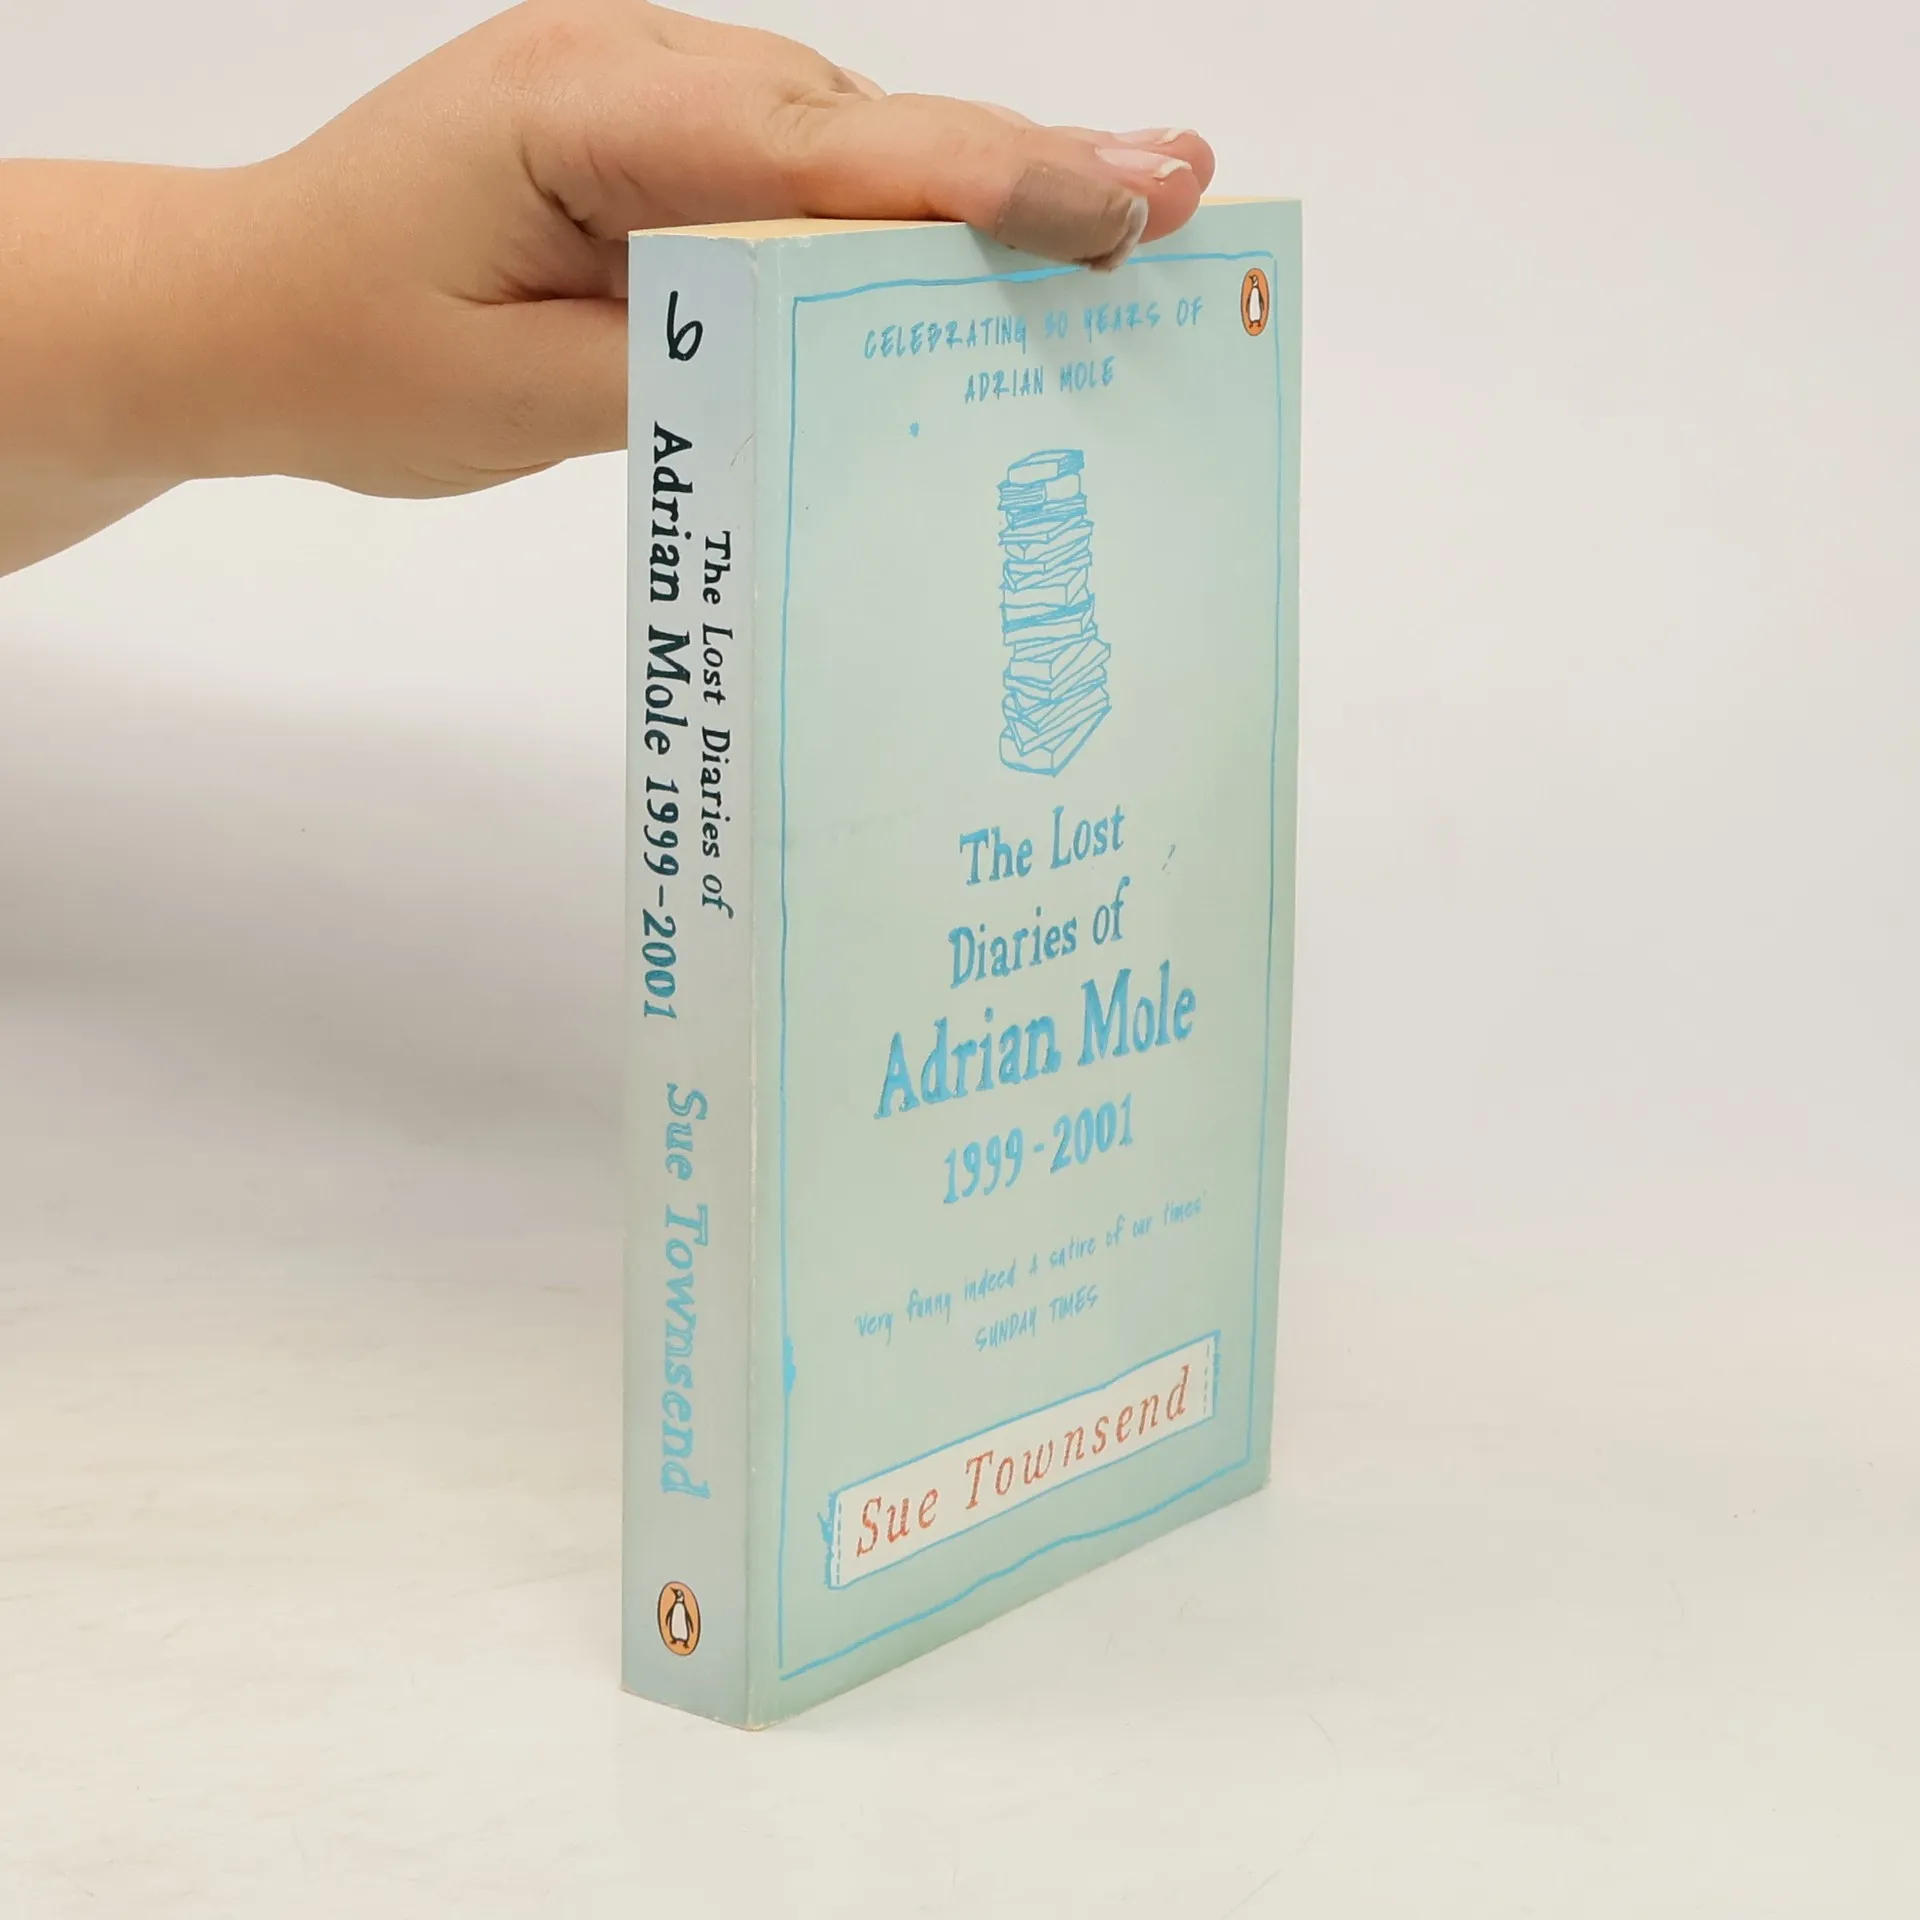 6
The Lost Diaries of
Adrian Mole 1999–2001
Sue Townsend
CELEBRATING 30 YEARS OF
ADRIAN MOLE
The Lost
Diaries of
Adrian Mole
1999-2001
'Very funny indeed A satire of our times'
SUNDAY TIMES
Sue Townsend